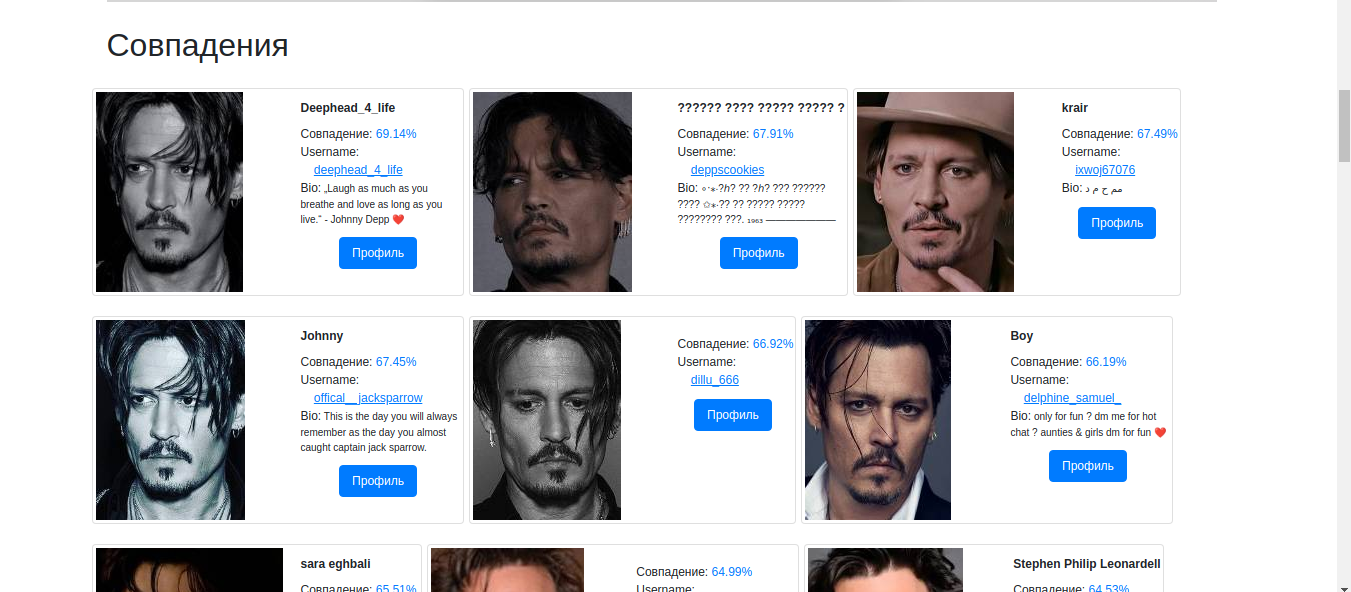 Совпадения
Deephead_4_life
Совпадение: 69.14%
Username:
deephead_4_life
Bio: „Laugh as much as you
breathe and love as long as you
live.“ - Johnny Depp ❤️
Профиль
?????? ???? ????? ????? ?
Совпадение: 67.91%
Username:
deppscookies
????ﾠ✩⁎·?? ?? ????? ?????
???????? ???. ₁₉₆₃ ────────
Профиль
krair
Совпадение: 67.49%
Username:
ixwoj67076
Bio: مم ح م د
Профиль
Johnny
Совпадение: 67.45%
Username:
offical__jacksparrow
Bio: This is the day you will always
remember as the day you almost
caught captain jack sparrow.
Профиль
Совпадение: 66.92%
Username:
dillu_666
Профиль
Boy
Совпадение: 66.19%
Username:
delphine_samuel_
Bio: only for fun ? dm me for hot
chat ? aunties & girls dm for fun ❤️
Профиль
sara eghbali
Совпадение: 65.51%
Совпадение: 64.99%
Username:
Stephen Philip Leonardell
Совпадение: 64.53%